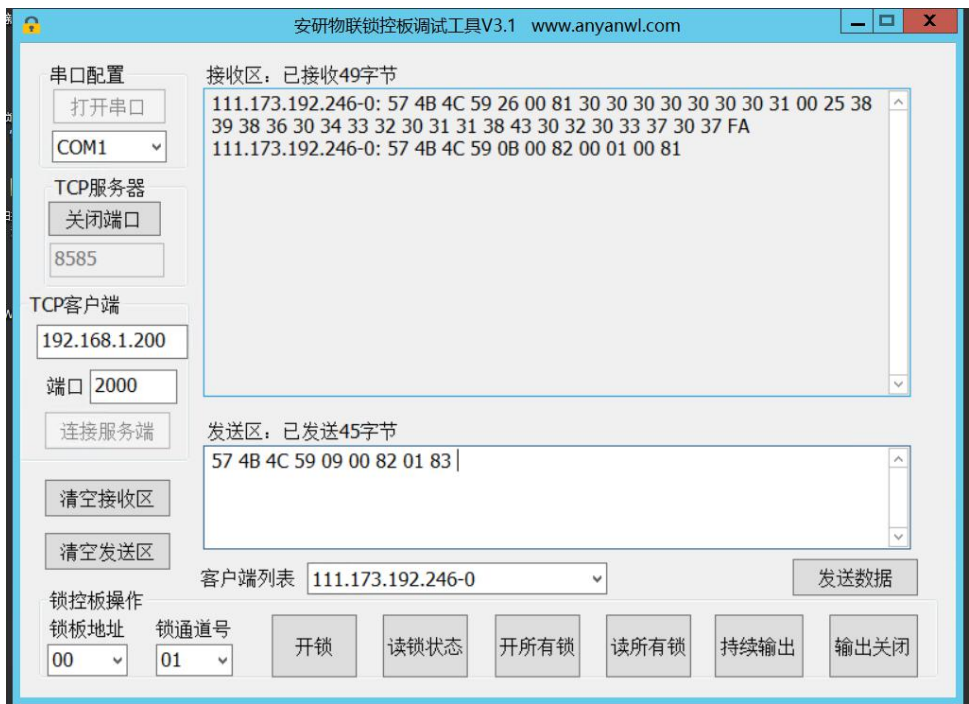 安研物联锁控板调试工具V3.1 www.anyanwl.com
串口配置
打开串口
COM1
TCP服务器
关闭端口
8585
TCP客户端
192.168.1.200
端口 2000
连接服务端
清空接收区
清空发送区
接收区：已接收49字节
111.173.192.246-0: 57 4B 4C 59 26 00 81 30 30 30 30 30 30 30 31 00 25 38
39 38 36 30 34 33 32 30 31 31 38 43 30 32 30 33 37 30 37 FA
111.173.192.246-0: 57 4B 4C 59 0B 00 82 00 01 00 81
发送区：已发送45字节
57 4B 4C 59 09 00 82 01 83
客户端列表 111.173.192.246-0
发送数据
锁控板操作
锁板地址 锁通道号
00 01
开锁 读锁状态 开所有锁 读所有锁 持续输出 输出关闭